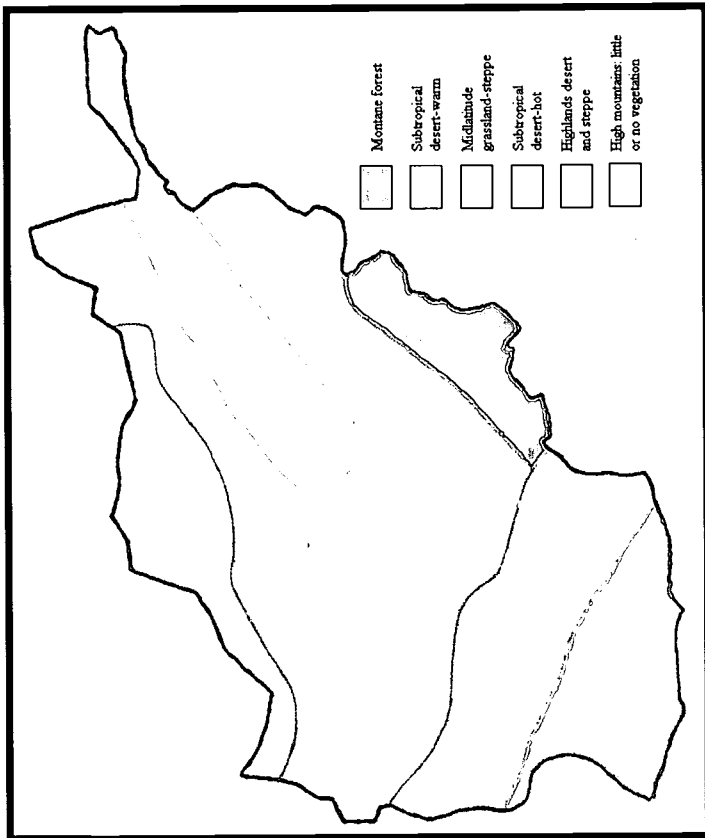 Montane forest
Subtropical
desert-warm
Midlatitude
grassland-steppe
Subtropical
desert-hot
Highlands desert
and steppe
High mountains: little
or no vegetation